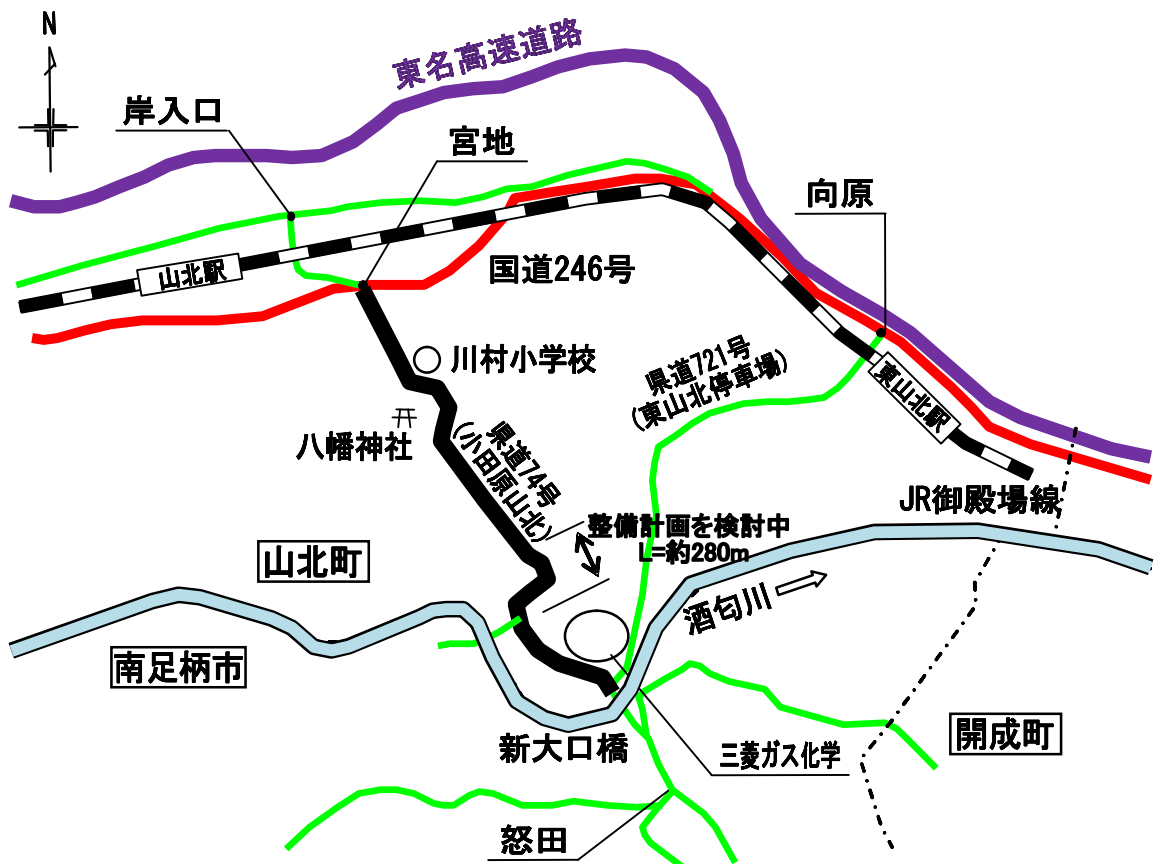 N
東名高速道路
岸入口
宮地
向原
山北駅
国道246号
川村小学校
県道721号
(東山北停車場)
東山北駅
八幡神社
県道74号
(小田原山北)
JR御殿場線
整備計画を検討中
L=約280m
山北町
酒匂川
南足柄市
新大口橋
三菱ガス化学
開成町
怒田